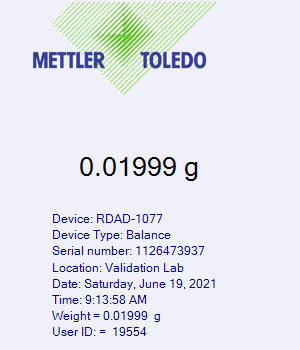 METTLER TOLEDO
0.01999 g
Device: RDAD-1077
Device Type: Balance
Serial number: 1126473937
Location: Validation Lab
Date: Saturday, June 19, 2021
Time: 9:13:58 AM
Weight = 0.01999 g
User ID: = 19554